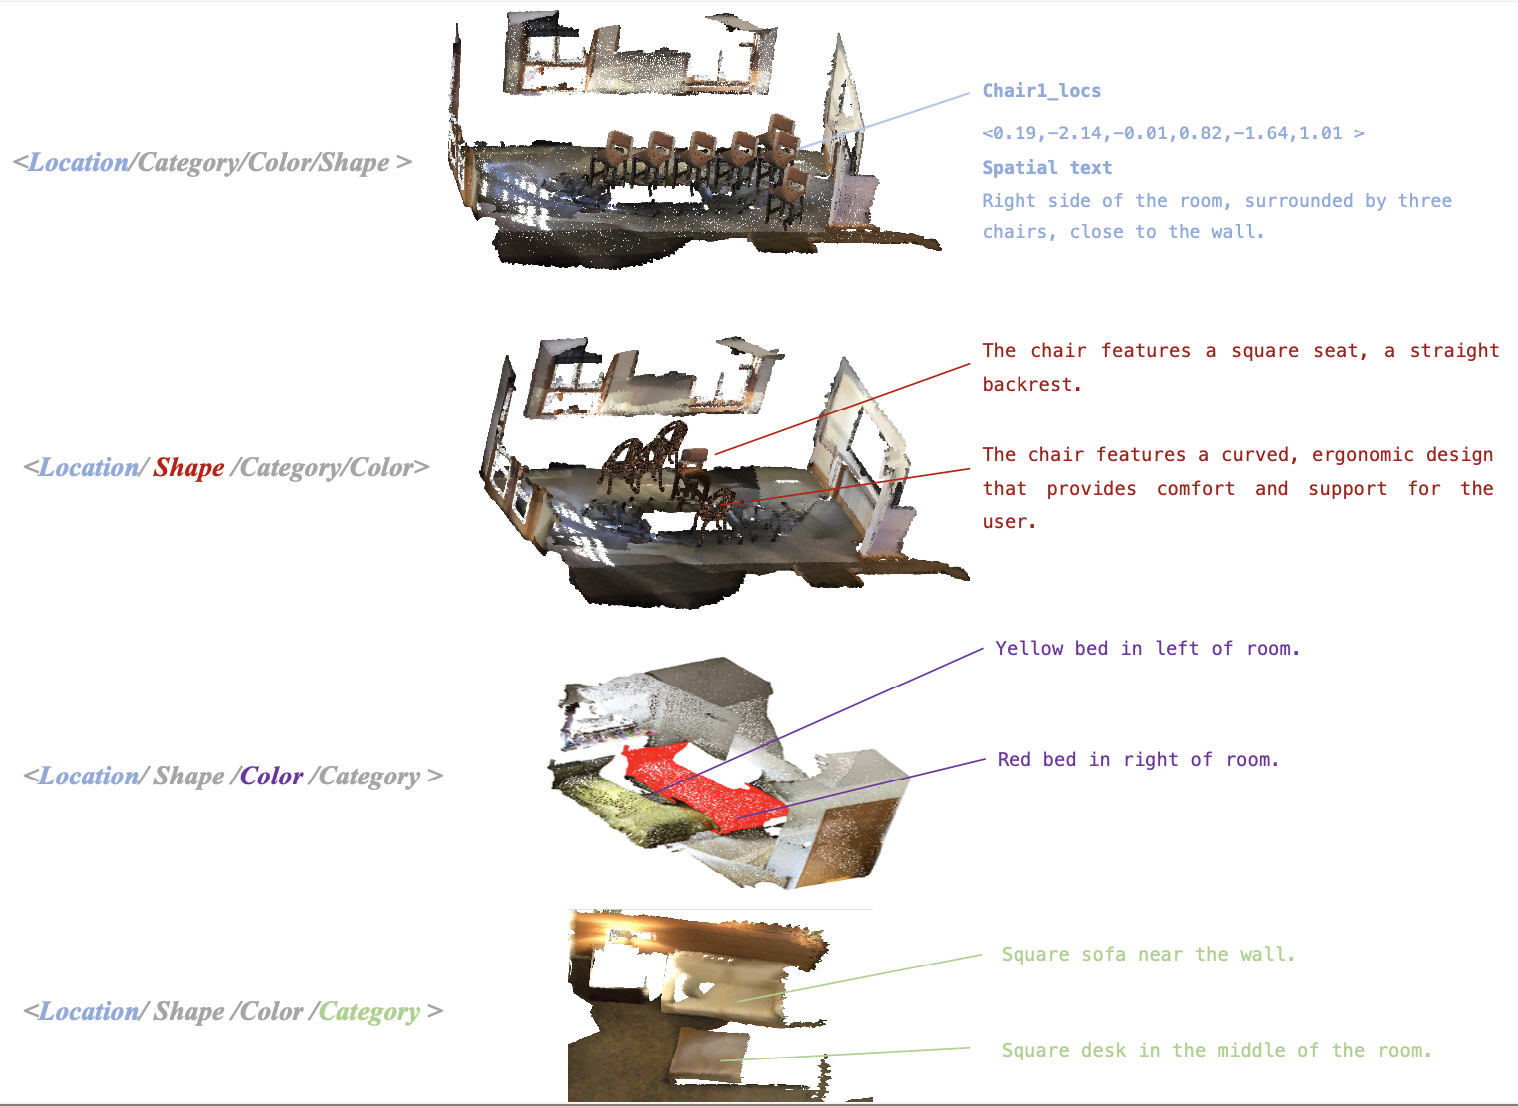 <Location/Category/Color/Shape >
Chair1_locs
<0.19,-2.14,-0.01,0.82,-1.64,1.01 >
Spatial text
Right side of the room, surrounded by three
chairs, close to the wall.
<Location/ Shape /Category/Color>
The chair features a square seat, a straight
backrest.
The chair features a curved, ergonomic design
that provides comfort and support for the
user.
<Location/ Shape /Color /Category >
Yellow bed in left of room.
Red bed in right of room.
<Location/ Shape /Color /Category >
Square sofa near the wall.
Square desk in the middle of the room.